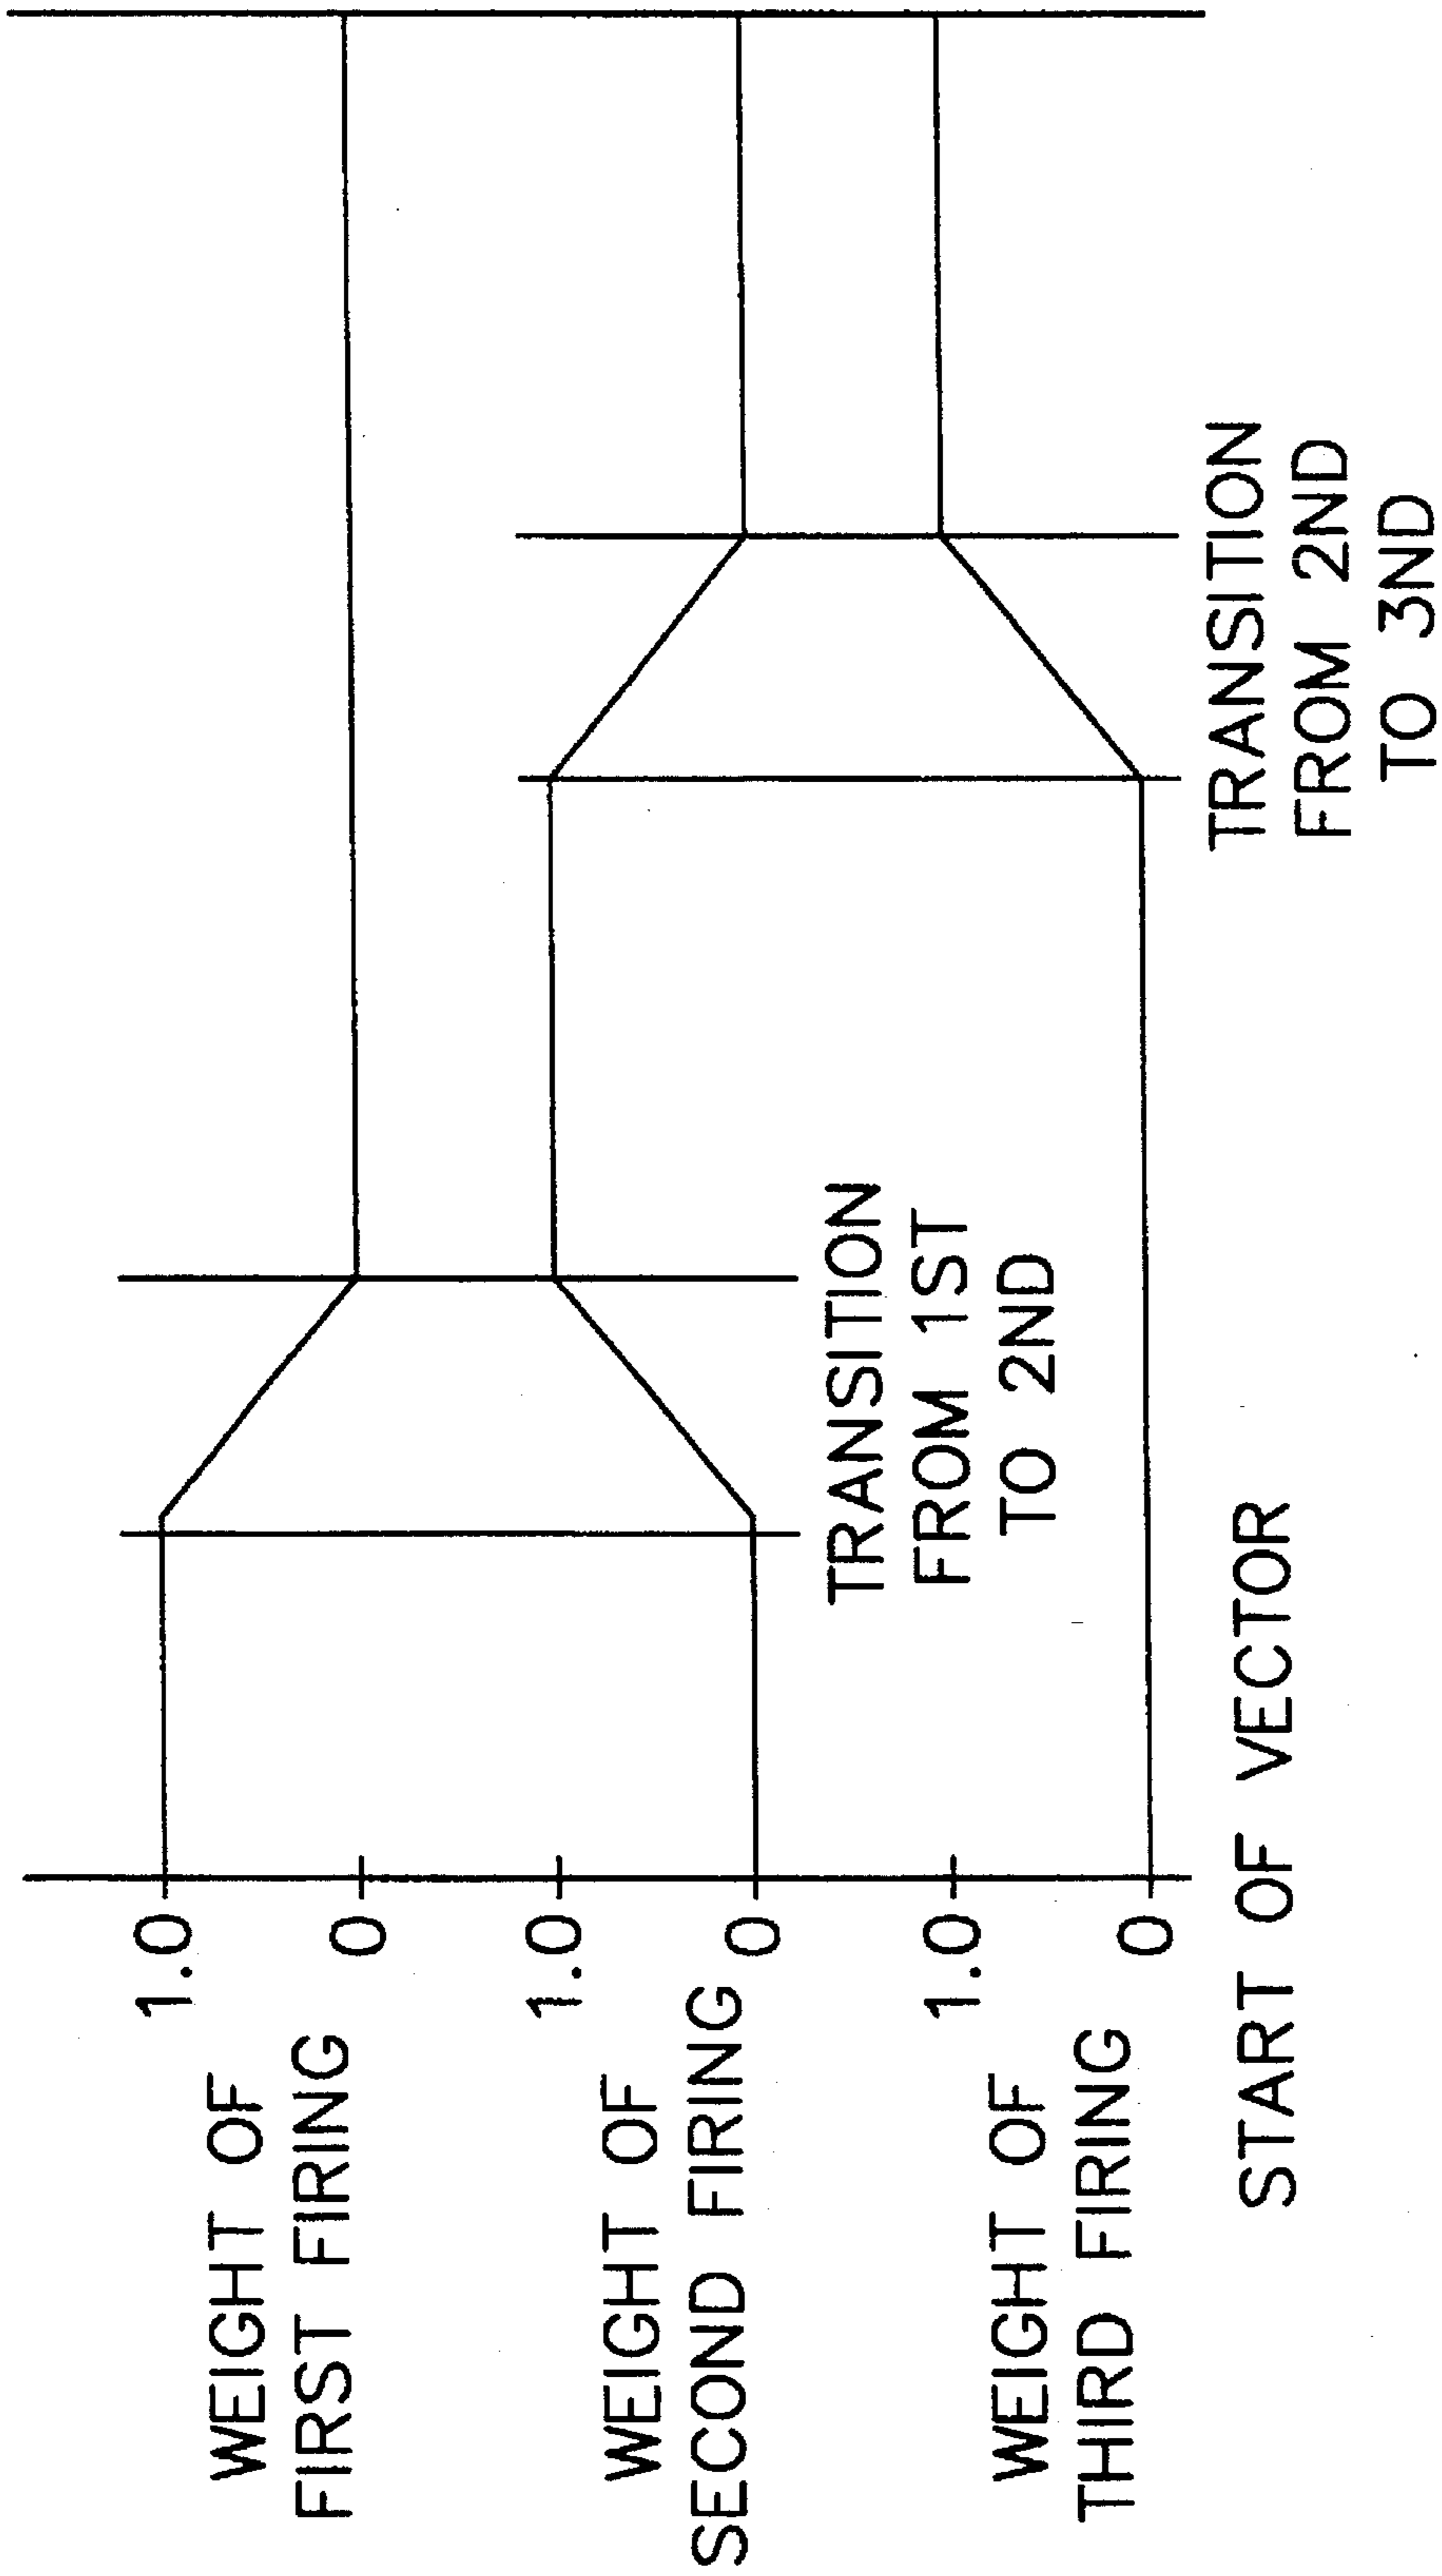 WEIGHT OF
FIRST FIRING
1.0
0
WEIGHT OF
SECOND FIRING
1.0
0
WEIGHT OF
THIRD FIRING
1.0
0
START OF VECTOR
TRANSITION
FROM 1ST
TO 2ND
TRANSITION
FROM 2ND
TO 3ND